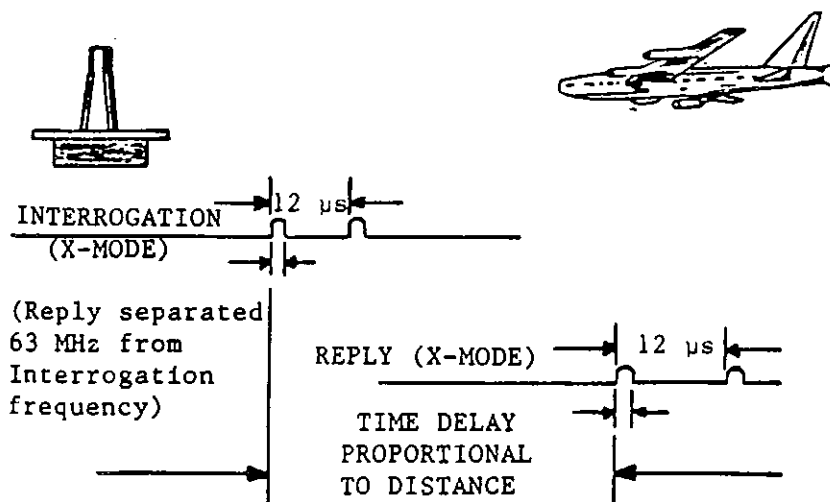 12 µs
INTERROGATION
(X-MODE)
(Reply separated
63 MHz from
Interrogation
frequency)
REPLY (X-MODE)
12 µs
TIME DELAY
PROPORTIONAL
TO DISTANCE